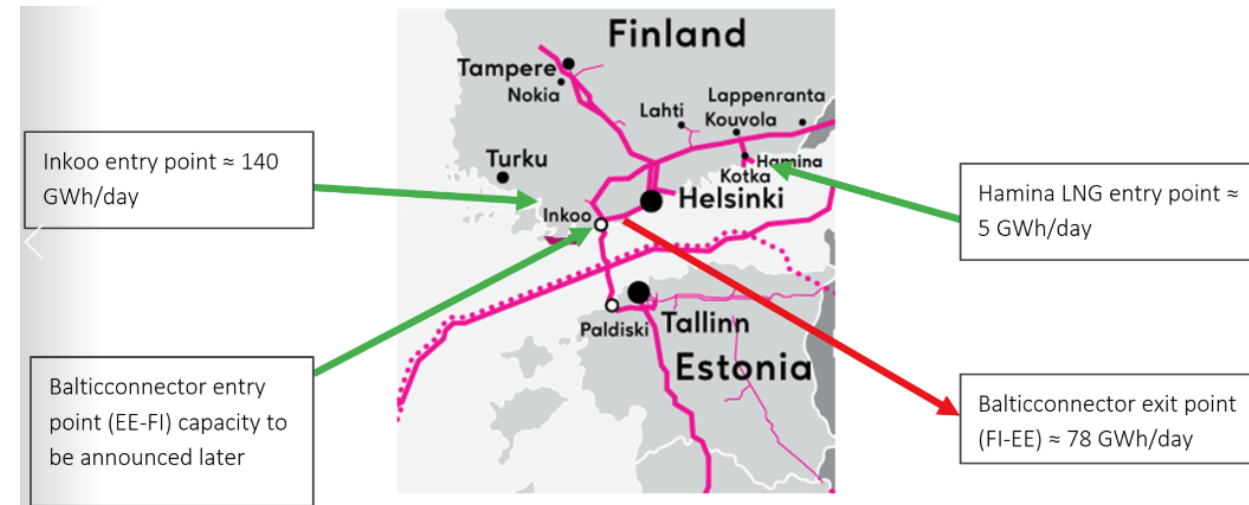 Finland
Tampere
Nokia
Lahti
Lappenranta
Kouvola
Turku
Hamina
Kotka
Helsinki
Inkoo
Paldiski
Tallinn
Estonia
Inkoo entry point ≈ 140
GWh/day
Balticconnector entry
point (EE-FI) capacity to
be announced later
Hamina LNG entry point ≈
5 GWh/day
Balticconnector exit point
(FI-EE) ≈ 78 GWh/day